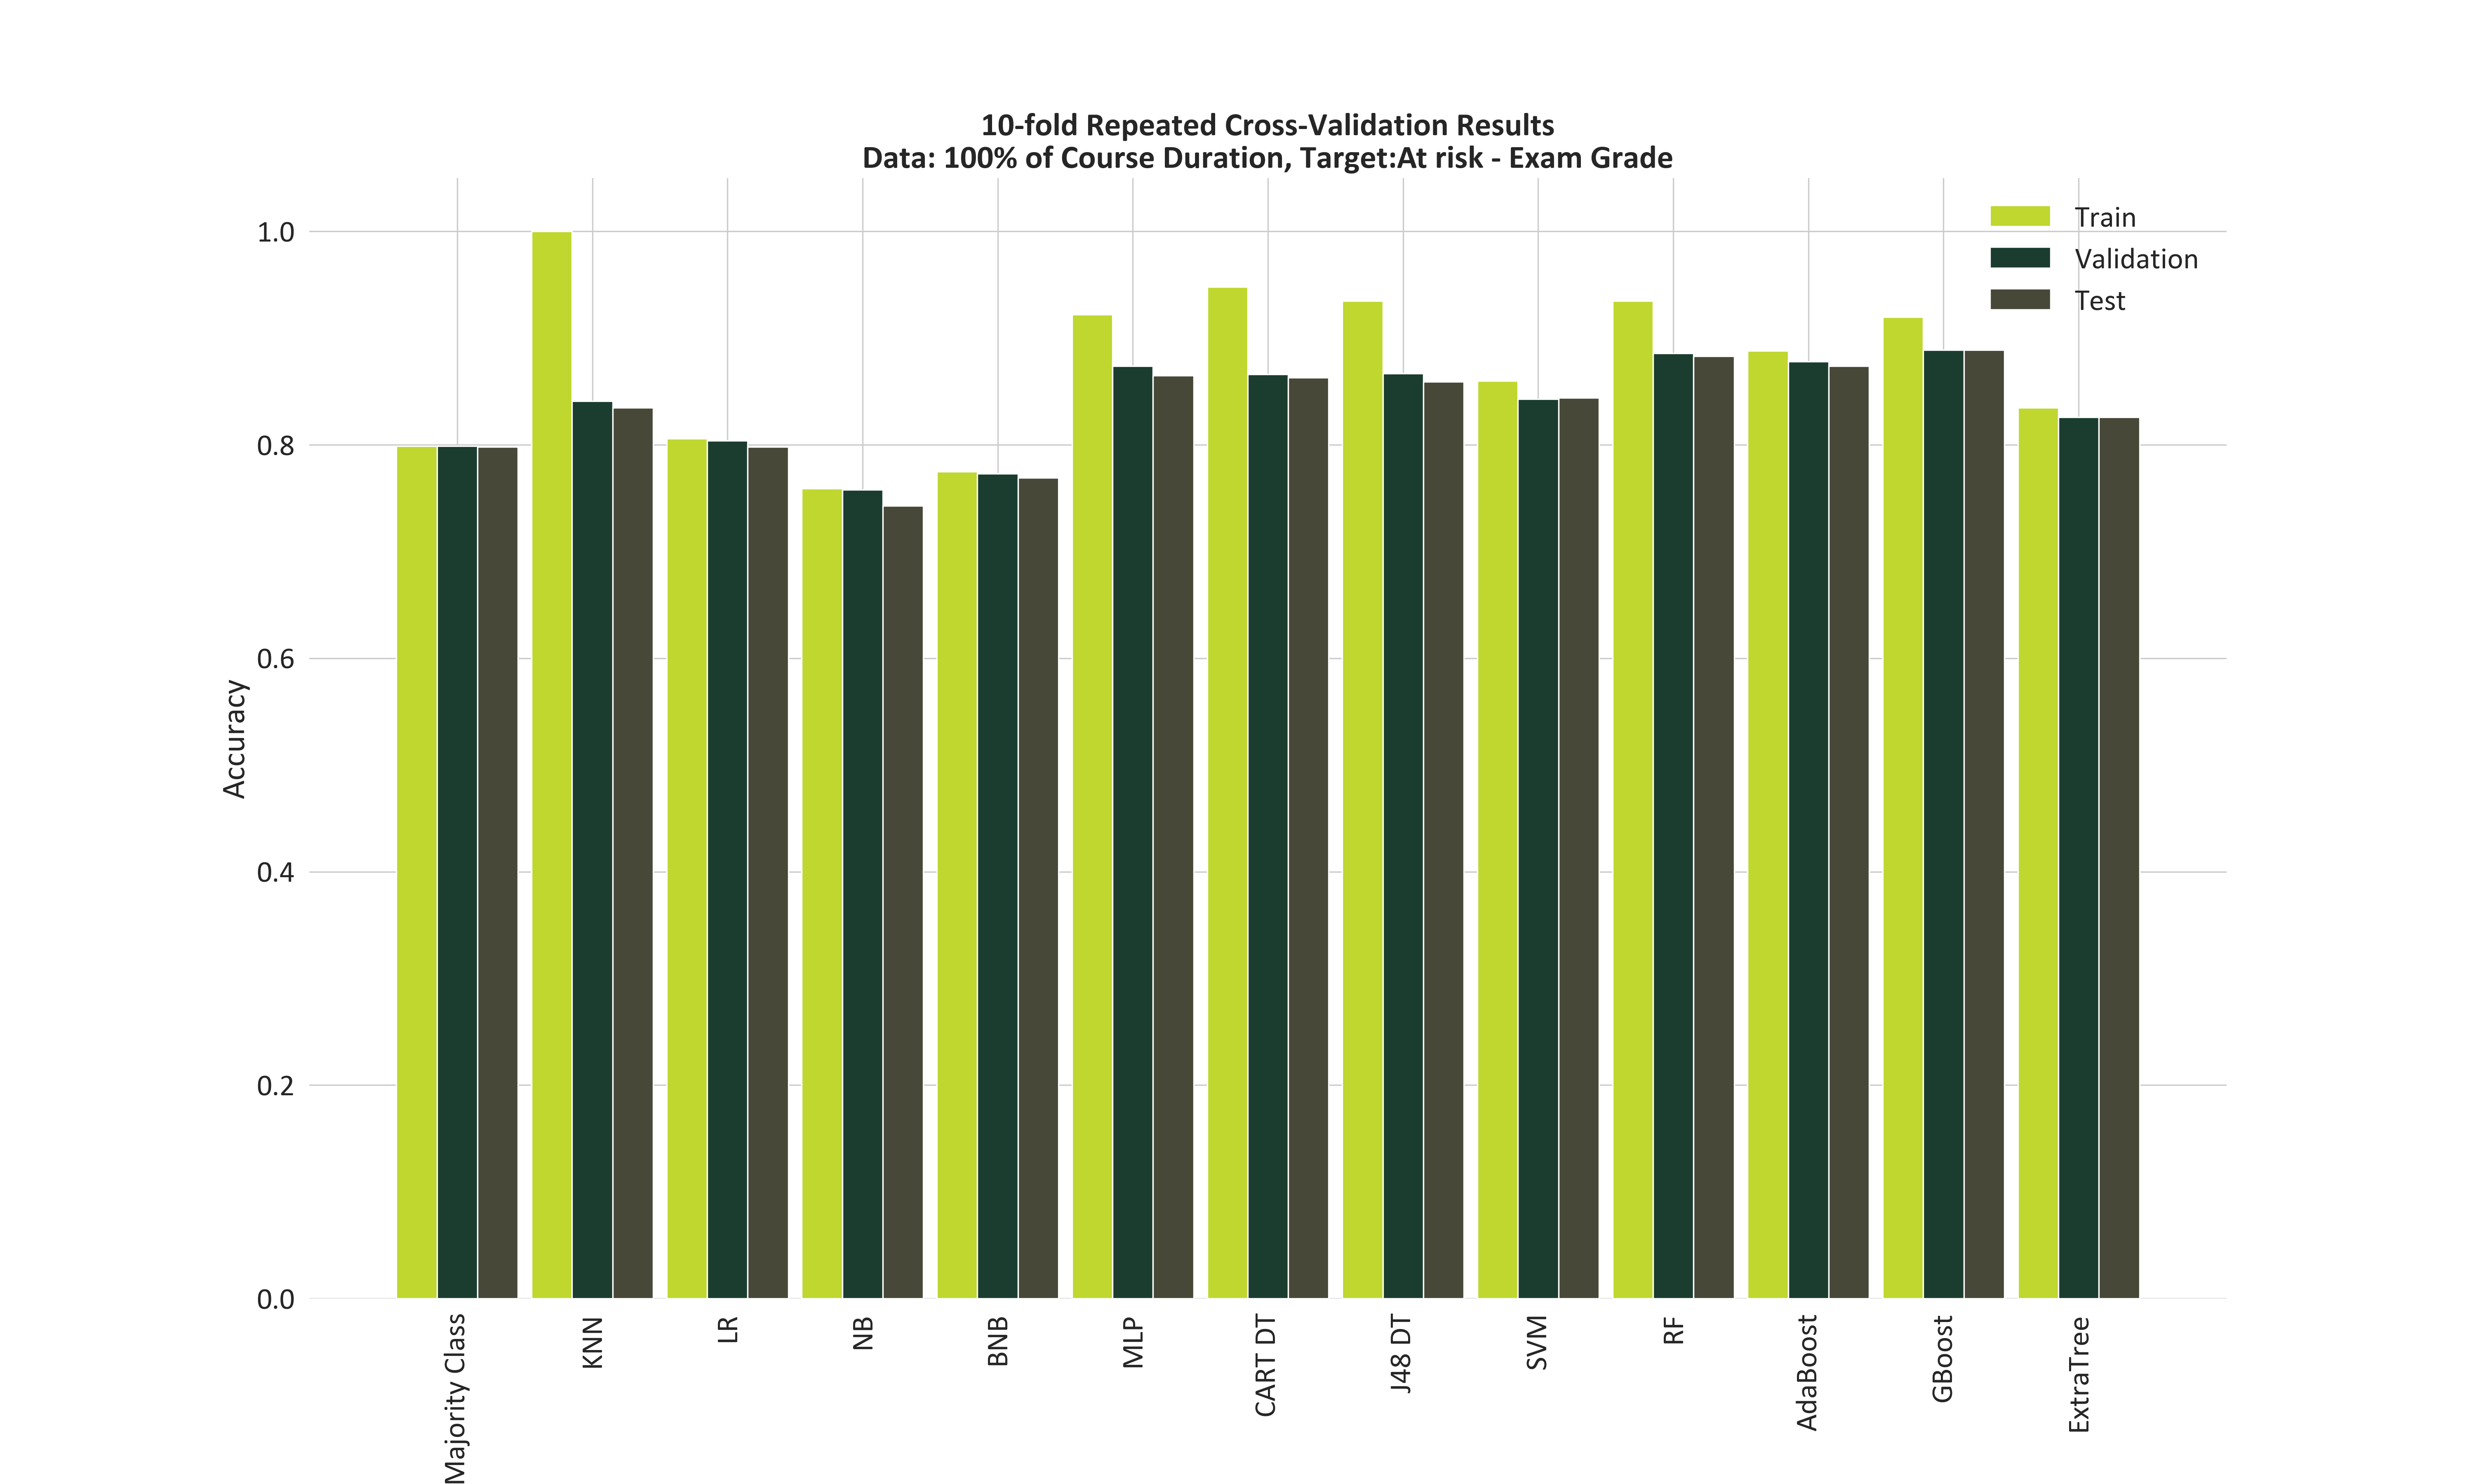 10-fold Repeated Cross-Validation Results
Data: 100% of Course Duration, Target:At risk - Exam Grade
Train
Validation
Test
1.0
0.8
0.6
0.4
0.2
0.0
Accuracy
Majority Class
KNN
LR
NB
BNB
MLP
CART DT
J48 DT
SVM
RF
AdaBoost
GBoost
ExtraTree